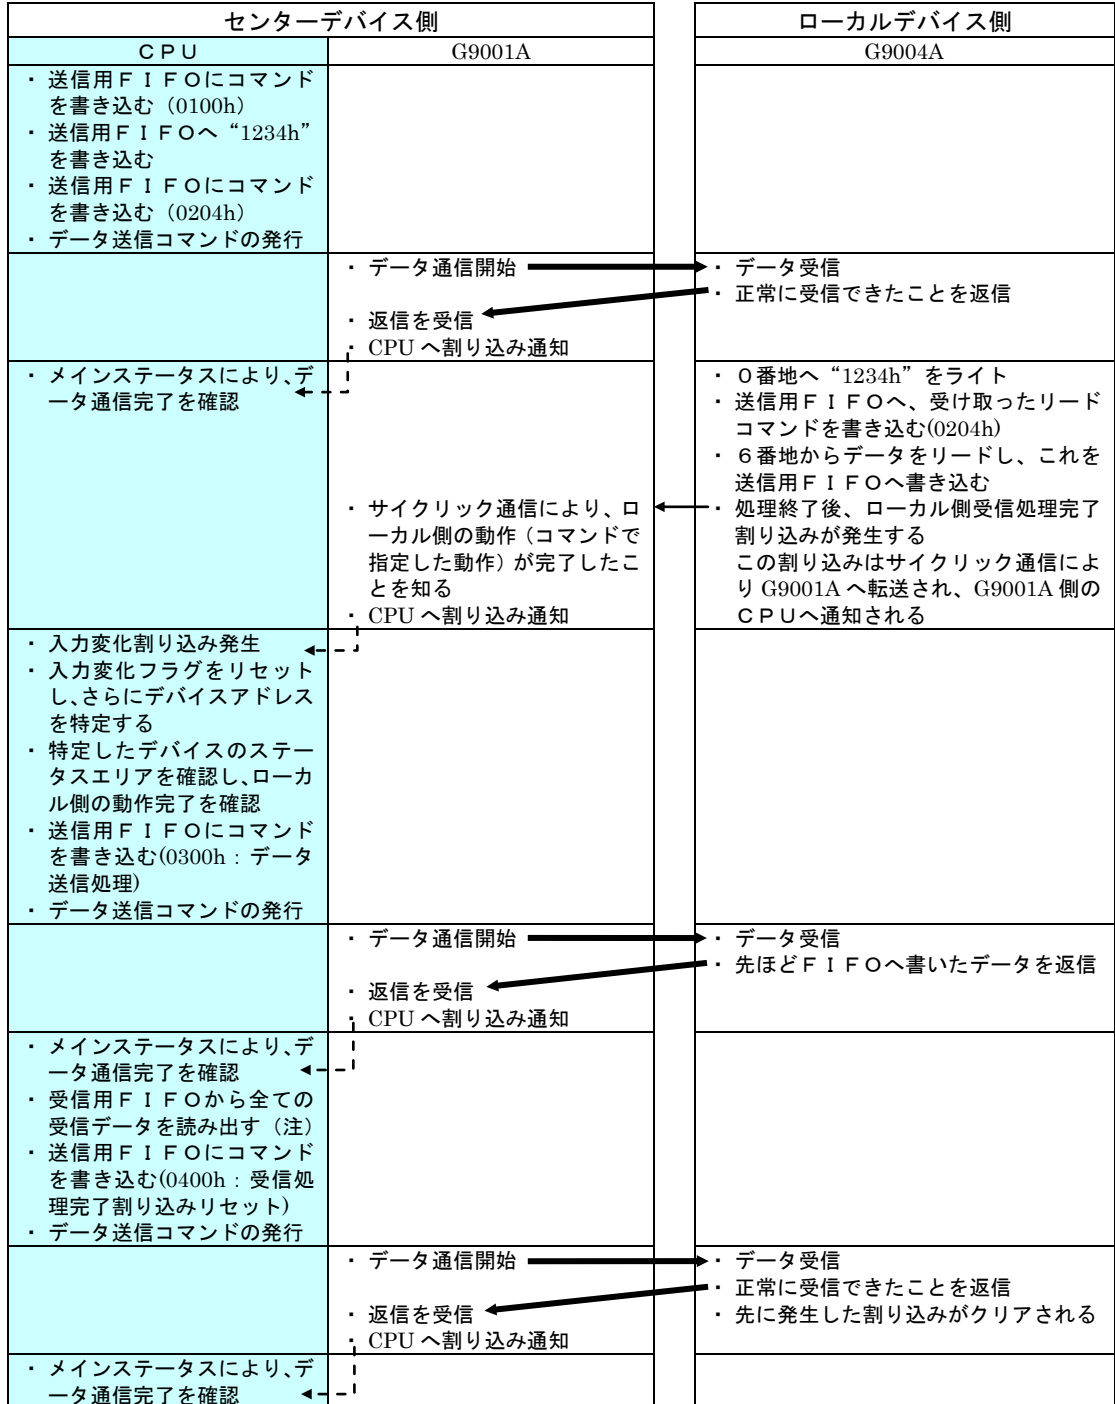 センターデバイス側
ローカルデバイス側
ＣＰＵ
G9001A
G9004A
・ 送信用ＦＩＦＯにコマンド
を書き込む（0100h）
・ 送信用ＦＩＦＯへ“1234h”
を書き込む
・ 送信用ＦＩＦＯにコマンド
を書き込む（0204h）
・ データ送信コマンドの発行
・ データ通信開始
・ 返信を受信
・ CPU へ割り込み通知
・ データ受信
・ 正常に受信できたことを返信
・ メインステータスにより、デ
ータ通信完了を確認
・ サイクリック通信により、ロ
ーカル側の動作（コマンドで
指定した動作）が完了したこ
とを知る
・ CPU へ割り込み通知
・ ０番地へ“1234h”をライト
・ 送信用ＦＩＦＯへ、受け取ったリード
コマンドを書き込む(0204h)
・ ６番地からデータをリードし、これを
送信用ＦＩＦＯへ書き込む
・ 処理終了後、ローカル側受信処理完了
割り込みが発生する
この割り込みはサイクリック通信によ
り G9001A へ転送され、G9001A 側の
ＣＰＵへ通知される
・ 入力変化割り込み発生
・ 入力変化フラグをリセット
し、さらにデバイスアドレス
を特定する
・ 特定したデバイスのステー
タスエリアを確認し、ローカ
ル側の動作完了を確認
・ 送信用ＦＩＦＯにコマンド
を書き込む(0300h：データ
送信処理)
・ データ送信コマンドの発行
・ データ通信開始
・ 返信を受信
・ CPU へ割り込み通知
・ データ受信
・ 先ほどＦＩＦＯへ書いたデータを返信
・ メインステータスにより、デ
ータ通信完了を確認
・ 受信用ＦＩＦＯから全ての
受信データを読み出す（注）
・ 送信用ＦＩＦＯにコマンド
を書き込む(0400h：受信処
理完了割り込みリセット)
・ データ送信コマンドの発行
・ データ通信開始
・ 返信を受信
・ CPU へ割り込み通知
・ データ受信
・ 正常に受信できたことを返信
・ 先に発生した割り込みがクリアされる
・ メインステータスにより、デ
ータ通信完了を確認